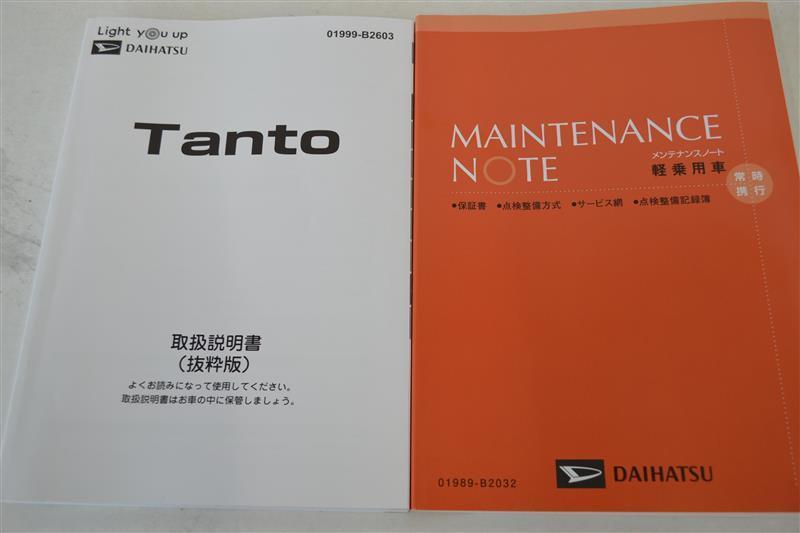 Light you up
DAIHATSU
01999-B2603
Tanto
取扱説明書
(抜粋版)
よくお読みになって使用してください。
取扱説明書はお車の中に保管しましょう。
MAINTENANCE
NOTE
メンテナンスノート
軽乗用車
常時
携行
●保証書 ●点検整備方式 ●サービス網 ●点検整備記録簿
01989-B2032
DAIHATSU